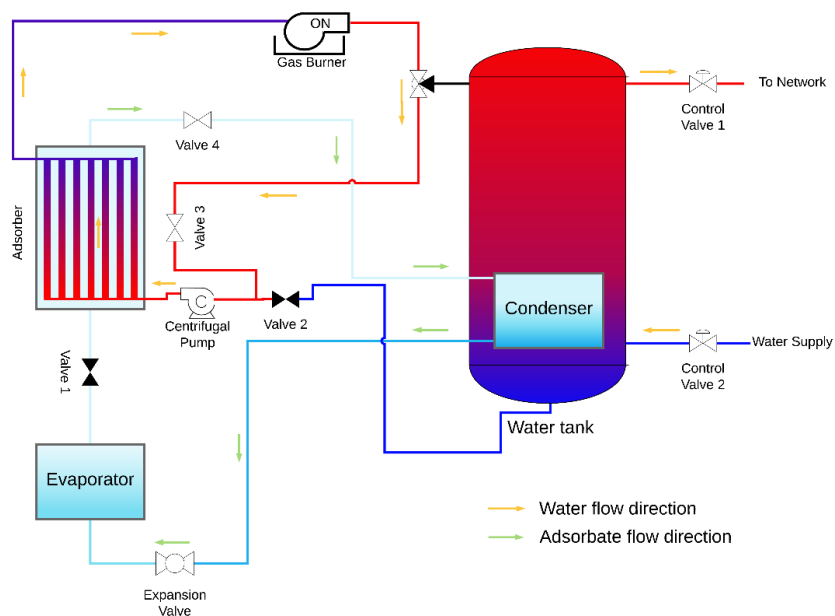 ON
Gas Burner
To Network
Control
Valve 1
Valve 4
Adsorber
Valve 3
Condenser
C
Centrifugal
Pump
Valve 2
Water Supply
Control
Valve 2
Valve 1
Water tank
Evaporator
Water flow direction
Adsorbate flow direction
Expansion
Valve